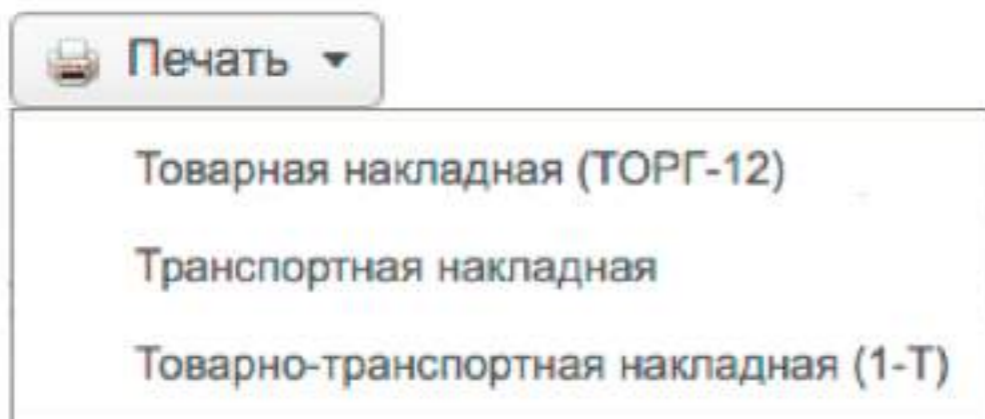 Печать
Товарная накладная (ТОРГ-12)
Транспортная накладная
Товарно-транспортная накладная (1-Т)